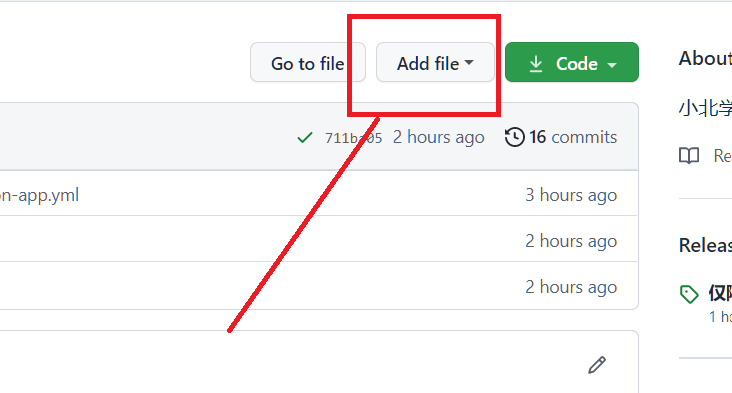 Go to file
Add file
Code
About
小北学
711ba05 2 hours ago 16 commits
Re
on-app.yml 3 hours ago
2 hours ago
2 hours ago
Releas
1 ho